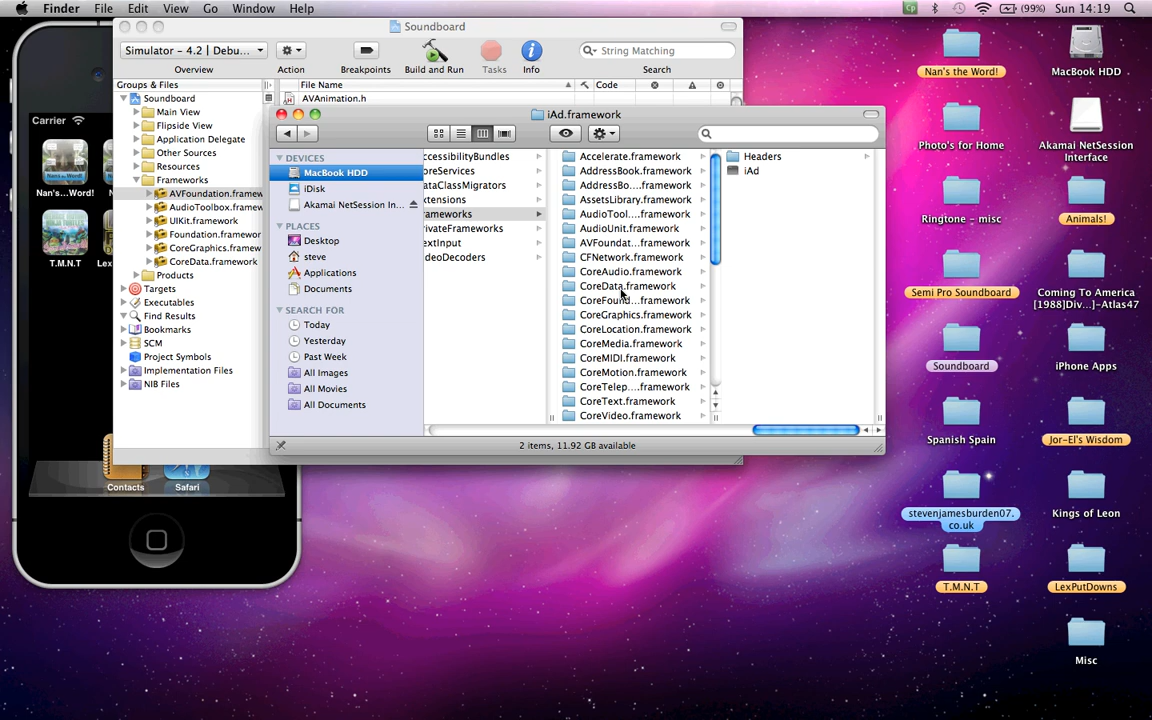 Finder File Edit View Go Window Help
Cp (99%) Sun 14:19
Soundboard
Simulator – 4.2 | Debu...
String Matching
Overview Action Breakpoints Build and Run Tasks Info Search
Groups & Files
File Name Code
Soundboard
AVAnimation.h
Main View
Flipside View
Application Delegate
Other Sources
Resources
Frameworks
AVFoundation.framew
AudioToolbox.framew
UIKit.framework
Foundation.framew
CoreGraphics.framew
CoreData.framework
Products
Targets
Executables
Find Results
Bookmarks
SCM
Project Symbols
Implementation Files
NIB Files
iAd.framework
DEVICES
MacBook HDD
iDisk
Akamai NetSession In...
PLACES
Desktop
steve
Applications
Documents
SEARCH FOR
Today
Yesterday
Past Week
All Images
All Movies
All Documents
ccessibilityBundles
oreServices
ataClassMigrators
xtensions
rameworks
rivateFrameworks
extInput
ideoDecoders
Accelerate.framework
AddressBook.framework
AddressBo....framework
AssetsLibrary.framework
AudioTool....framework
AudioUnit.framework
AVFoundat...framework
CFNetwork.framework
CoreAudio.framework
CoreData.framework
CoreFound...framework
CoreGraphics.framework
CoreLocation.framework
CoreMedia.framework
CoreMIDI.framework
CoreMotion.framework
CoreTelep....framework
CoreText.framework
CoreVideo.framework
Headers
iAd
2 items, 11.92 GB available
Carrier
Nan's...Word!
T.M.N.T
Lex
Contacts
Safari
Nan's the Word!
MacBook HDD
Photo's for Home
Akamai NetSession
Interface
Ringtone – misc
Animals!
Semi Pro Soundboard
Coming To America
[1988]Div...]-Atlas47
Soundboard
iPhone Apps
Spanish Spain
Jor-El's Wisdom
stevenjamesburden07.
co.uk
Kings of Leon
T.M.N.T
LexPutDowns
Misc